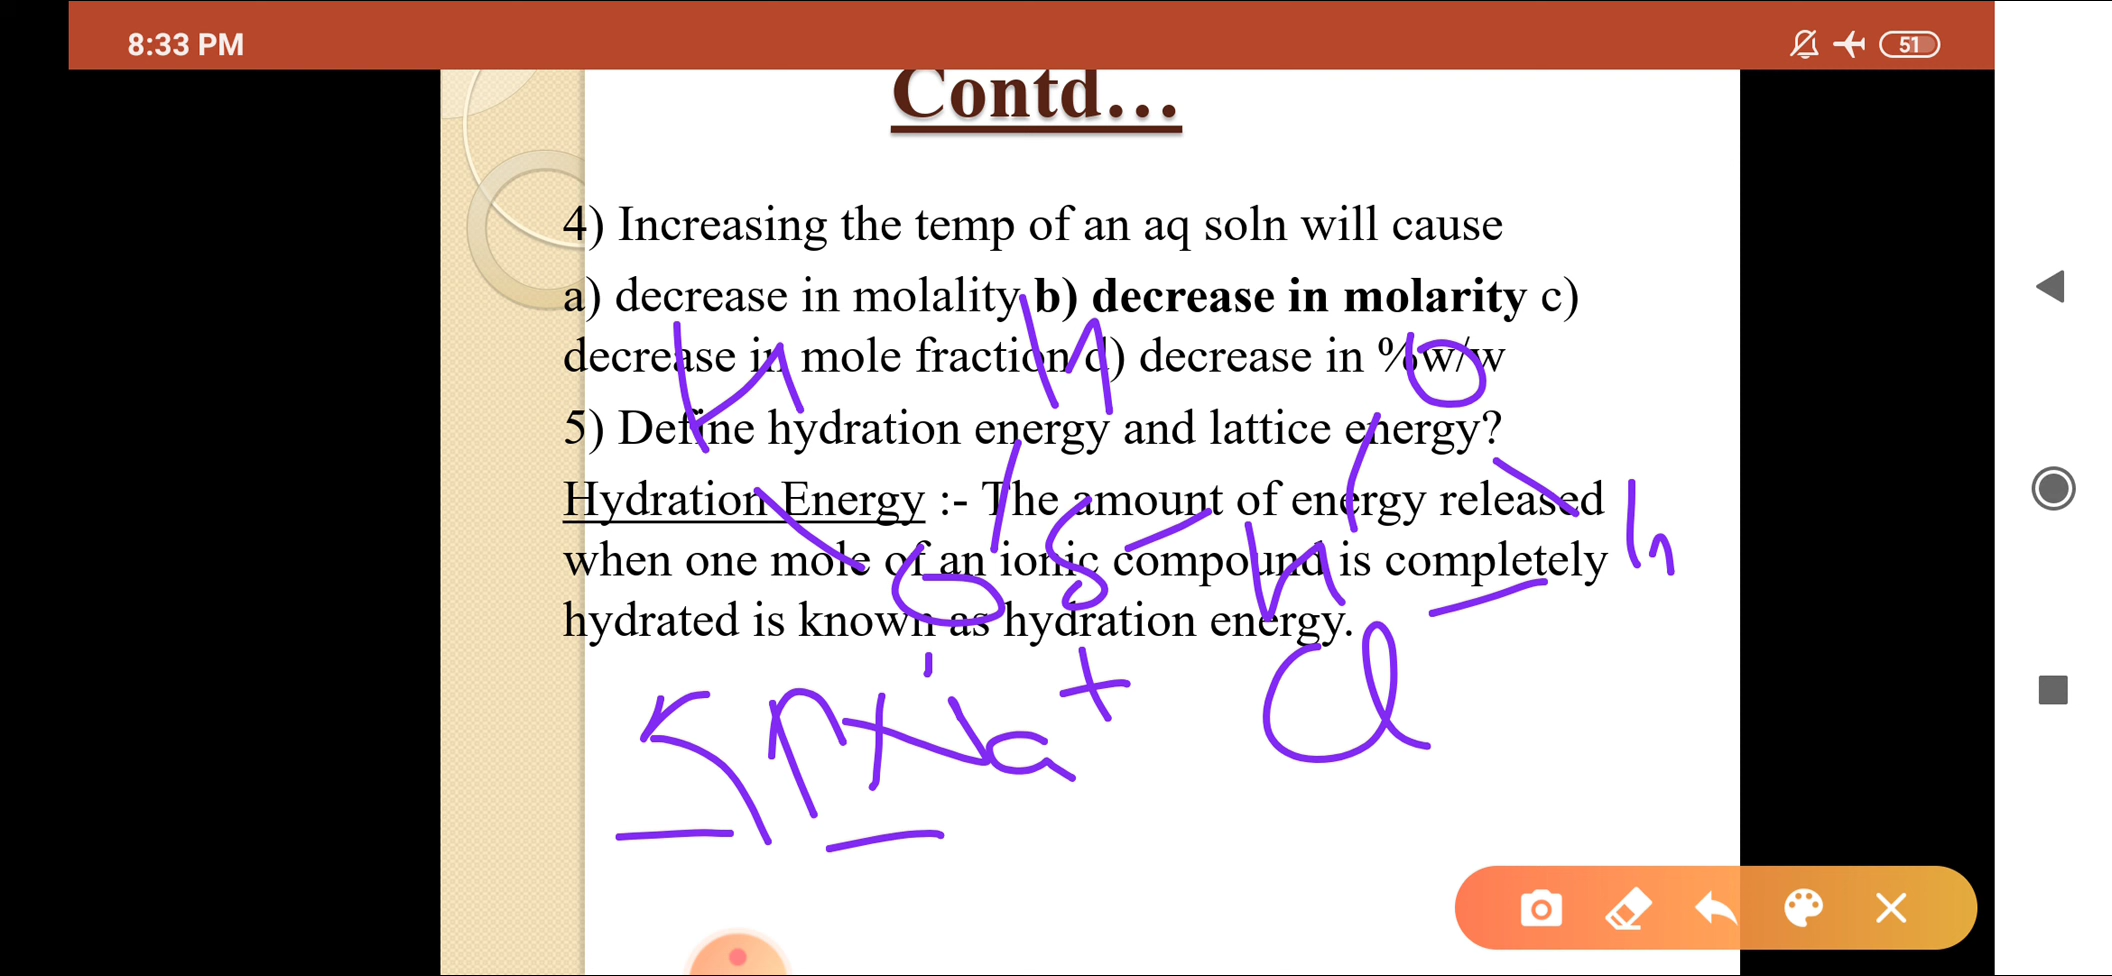 8:33 PM
51
Contd...
4) Increasing the temp of an aq soln will cause
a) decrease in molality b) decrease in molarity c)
decrease in mole fraction d) decrease in %w/w
5) Define hydration energy and lattice energy?
Hydration Energy :- The amount of energy released
when one mole of an ionic compound is completely
hydrated is known as hydration energy.
Na+ Cl